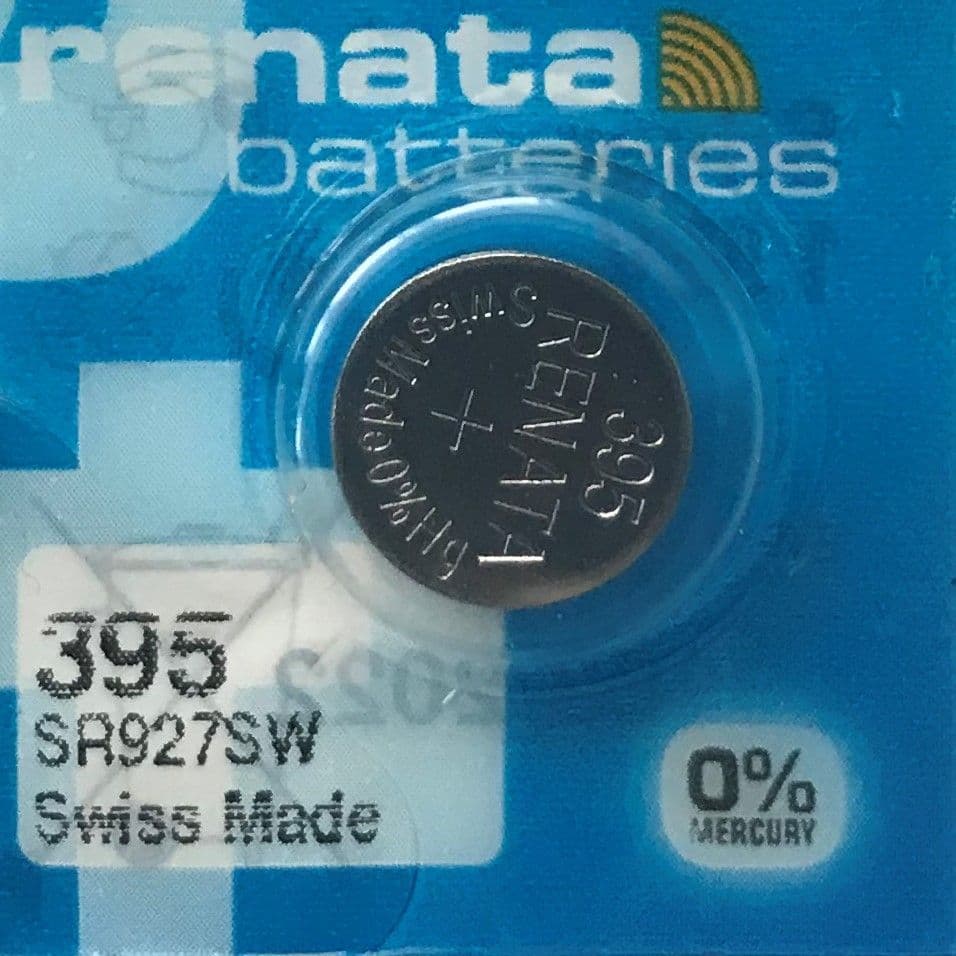 renata
batteries
395
RENATA
+
Swiss Made 0%Hg
395
SR927SW
Swiss Made
0%
MERCURY